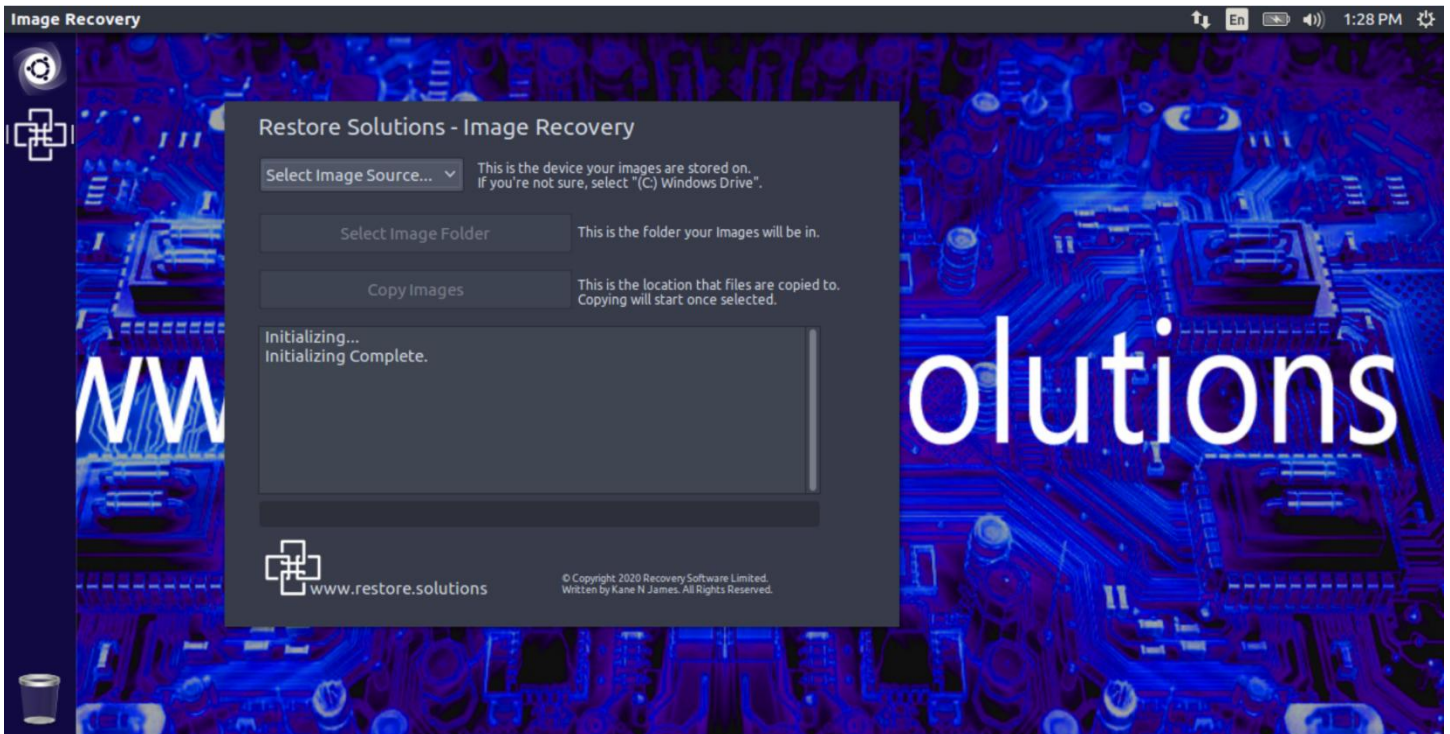 Image Recovery
En
1:28 PM
Restore Solutions - Image Recovery
Select Image Source...
This is the device your images are stored on.
If you're not sure, select "(C:) Windows Drive".
Select Image Folder
This is the folder your Images will be in.
Copy Images
This is the location that files are copied to.
Copying will start once selected.
Initializing...
Initializing Complete.
ww
olutions
www.restore.solutions
© Copyright 2020 Recovery Software Limited.
Written by Kane N James. All Rights Reserved.